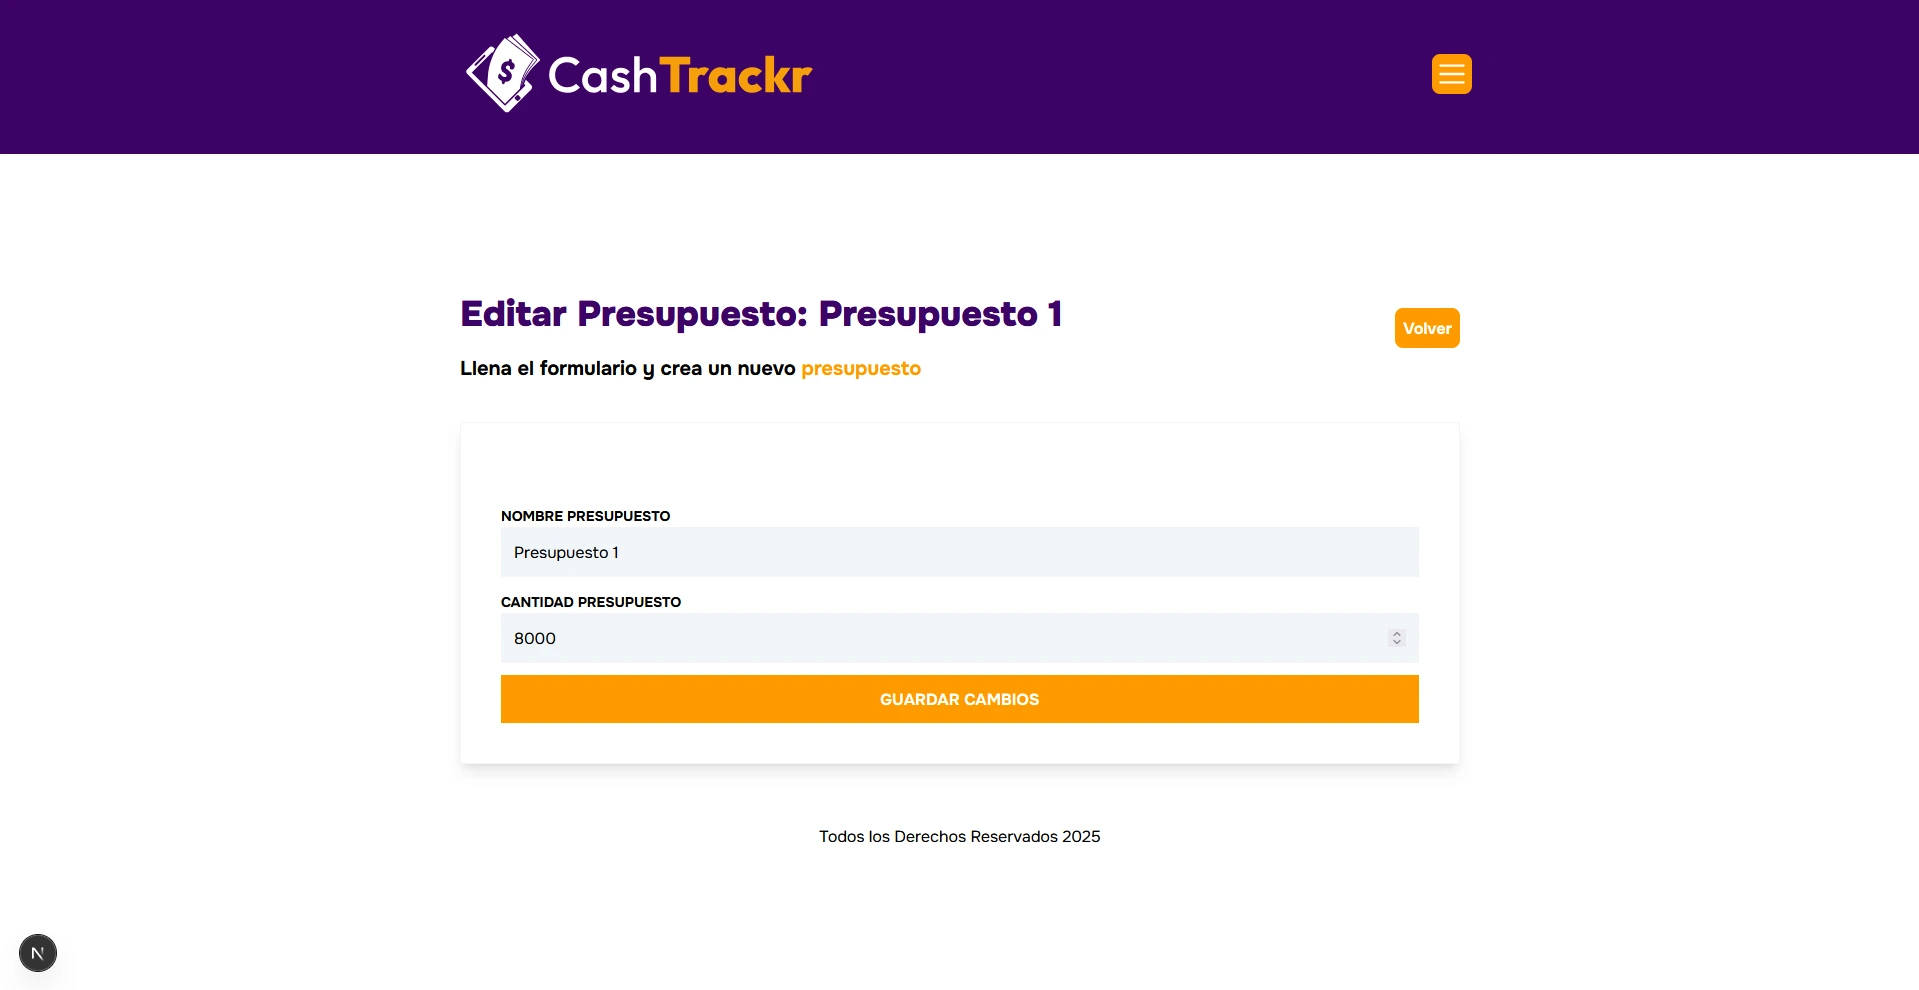 CashTrackr
Editar Presupuesto: Presupuesto 1
Volver
Llena el formulario y crea un nuevo presupuesto
NOMBRE PRESUPUESTO
Presupuesto 1
CANTIDAD PRESUPUESTO
8000
GUARDAR CAMBIOS
Todos los Derechos Reservados 2025
N